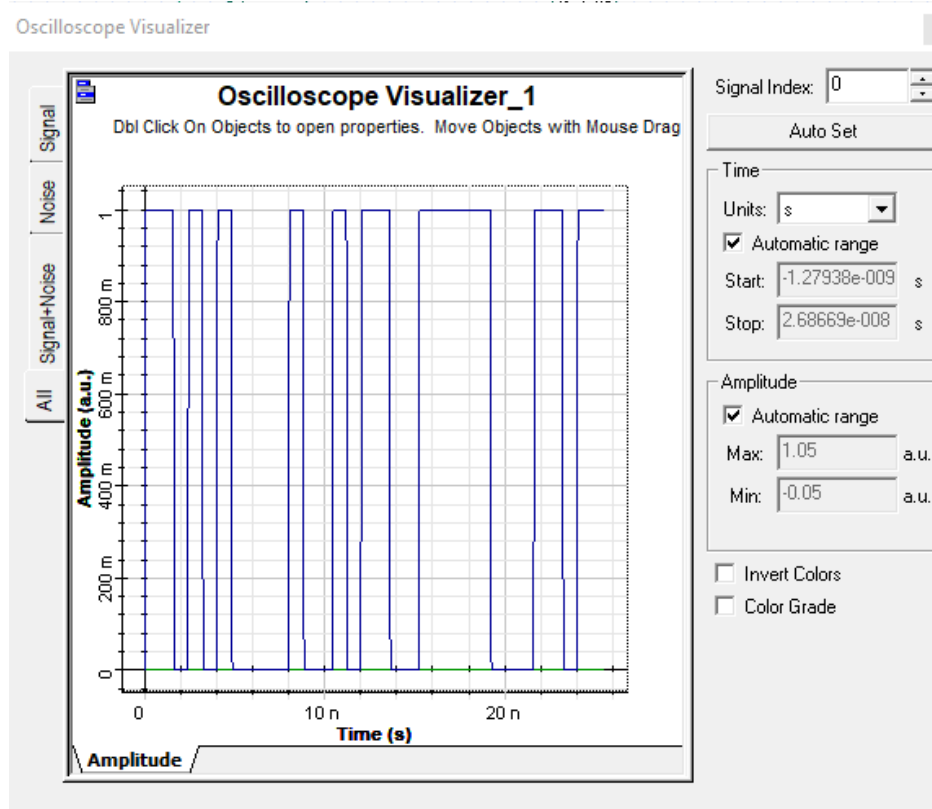 Oscilloscope Visualizer
Signal
Noise
Signal+Noise
All
Oscilloscope Visualizer_1
Dbl Click On Objects to open properties. Move Objects with Mouse Drag
Amplitude (a.u.)
1
800 m
600 m
400 m
200 m
0
0 10 n 20 n
Time (s)
Amplitude
Signal Index: 0
Auto Set
Time
Units: s
Automatic range
Start: -1.27938e-009 s
Stop: 2.68669e-008 s
Amplitude
Automatic range
Max: 1.05 a.u.
Min: -0.05 a.u.
Invert Colors
Color Grade